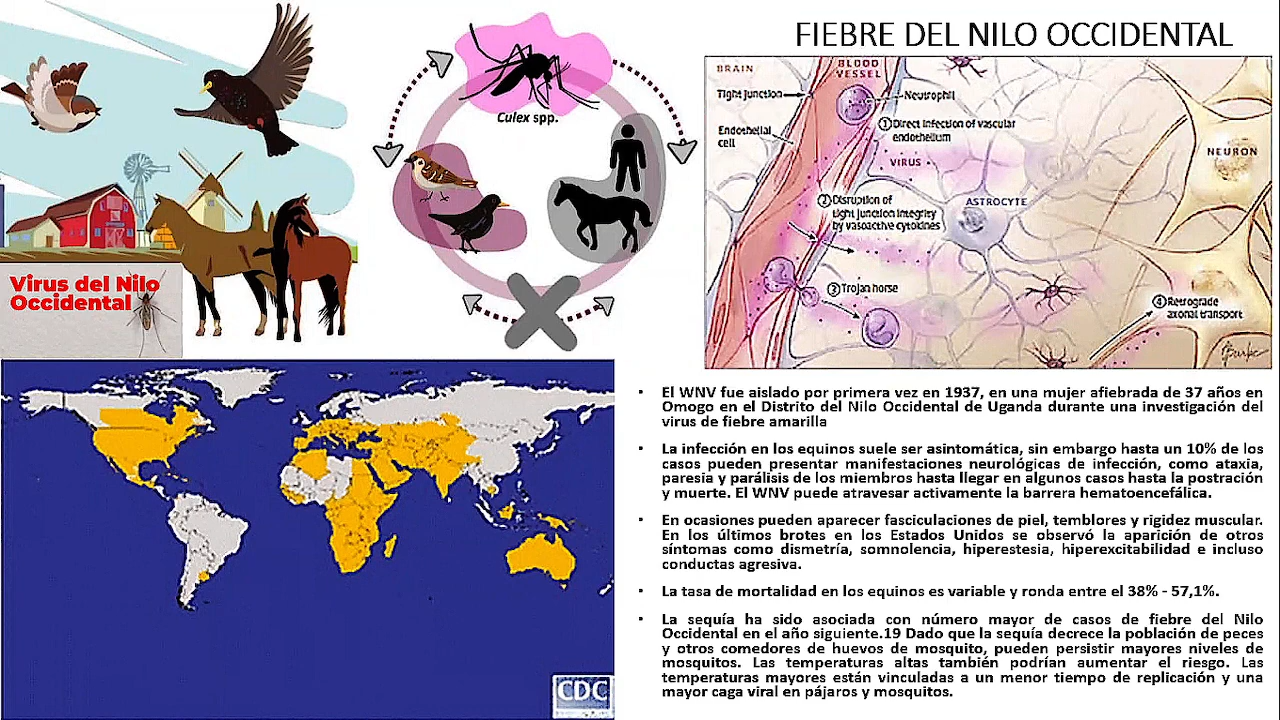 FIEBRE DEL NILO OCCIDENTAL
Culex spp.
Virus del Nilo
Occidental
BRAIN
BLOOD
VESSEL
Tight junction
Neutrophil
Endothelial
cell
① Direct infection of vascular
endothelium
VIRUS
NEURON
② Disruption of
tight junction integrity
by vasoactive cytokines
ASTROCYTE
③ Trojan horse
④ Retrograde
axonal transport
CDC
• El WNV fue aislado por primera vez en 1937, en una mujer afiebrada de 37 años en
Omogo en el Distrito del Nilo Occidental de Uganda durante una investigación del
virus de fiebre amarilla
• La infección en los equinos suele ser asintomática, sin embargo hasta un 10% de los
casos pueden presentar manifestaciones neurológicas de infección, como ataxia,
paresia y parálisis de los miembros hasta llegar en algunos casos hasta la postración
y muerte. El WNV puede atravesar activamente la barrera hematoencefálica.
• En ocasiones pueden aparecer fasciculaciones de piel, temblores y rigidez muscular.
En los últimos brotes en los Estados Unidos se observó la aparición de otros
síntomas como dismetría, somnolencia, hiperestesia, hiperexcitabilidad e incluso
conductas agresiva.
• La tasa de mortalidad en los equinos es variable y ronda entre el 38% - 57,1%.
• La sequía ha sido asociada con número mayor de casos de fiebre del Nilo
Occidental en el año siguiente.19 Dado que la sequía decrece la población de peces
y otros comedores de huevos de mosquito, pueden persistir mayores niveles de
mosquitos. Las temperaturas altas también podrían aumentar el riesgo. Las
temperaturas mayores están vinculadas a un menor tiempo de replicación y una
mayor caga viral en pájaros y mosquitos.